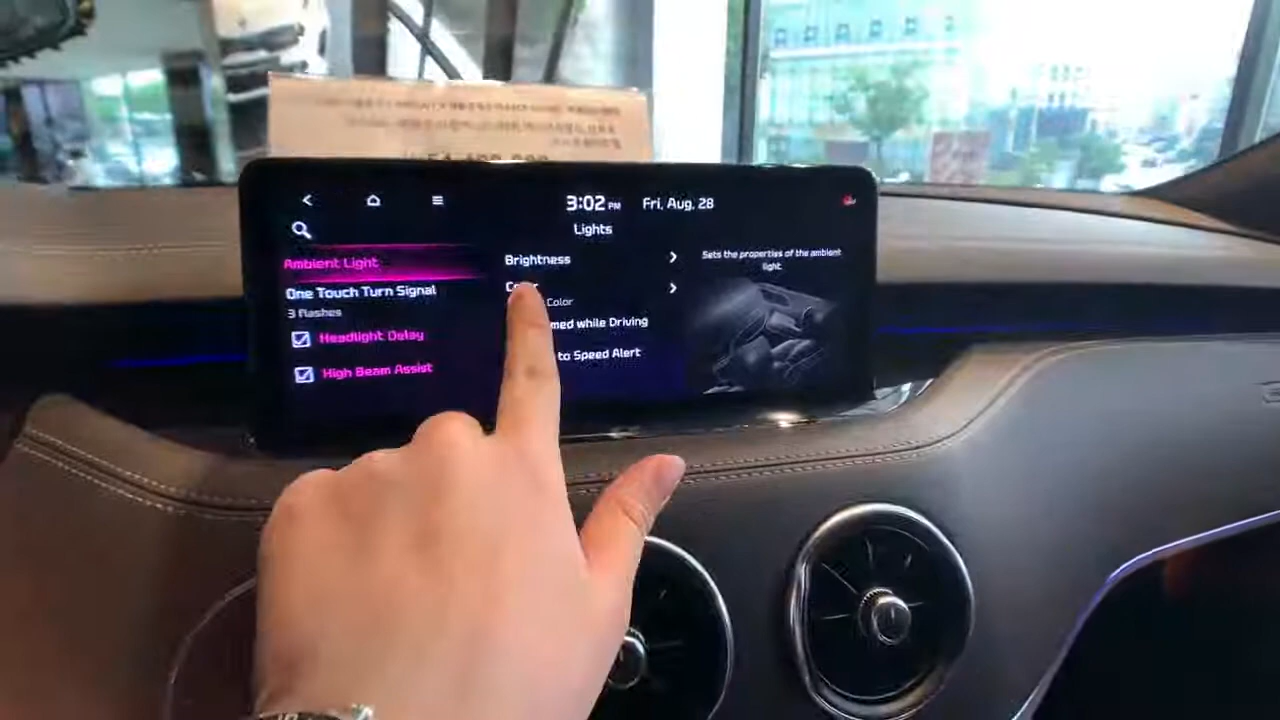 3:02 PM Fri, Aug, 28
Lights
Ambient Light
One Touch Turn Signal
3 flashes
Headlight Delay
High Beam Assist
Brightness
Color
Color
med while Driving
to Speed Alert
Sets the properties of the ambient
light.